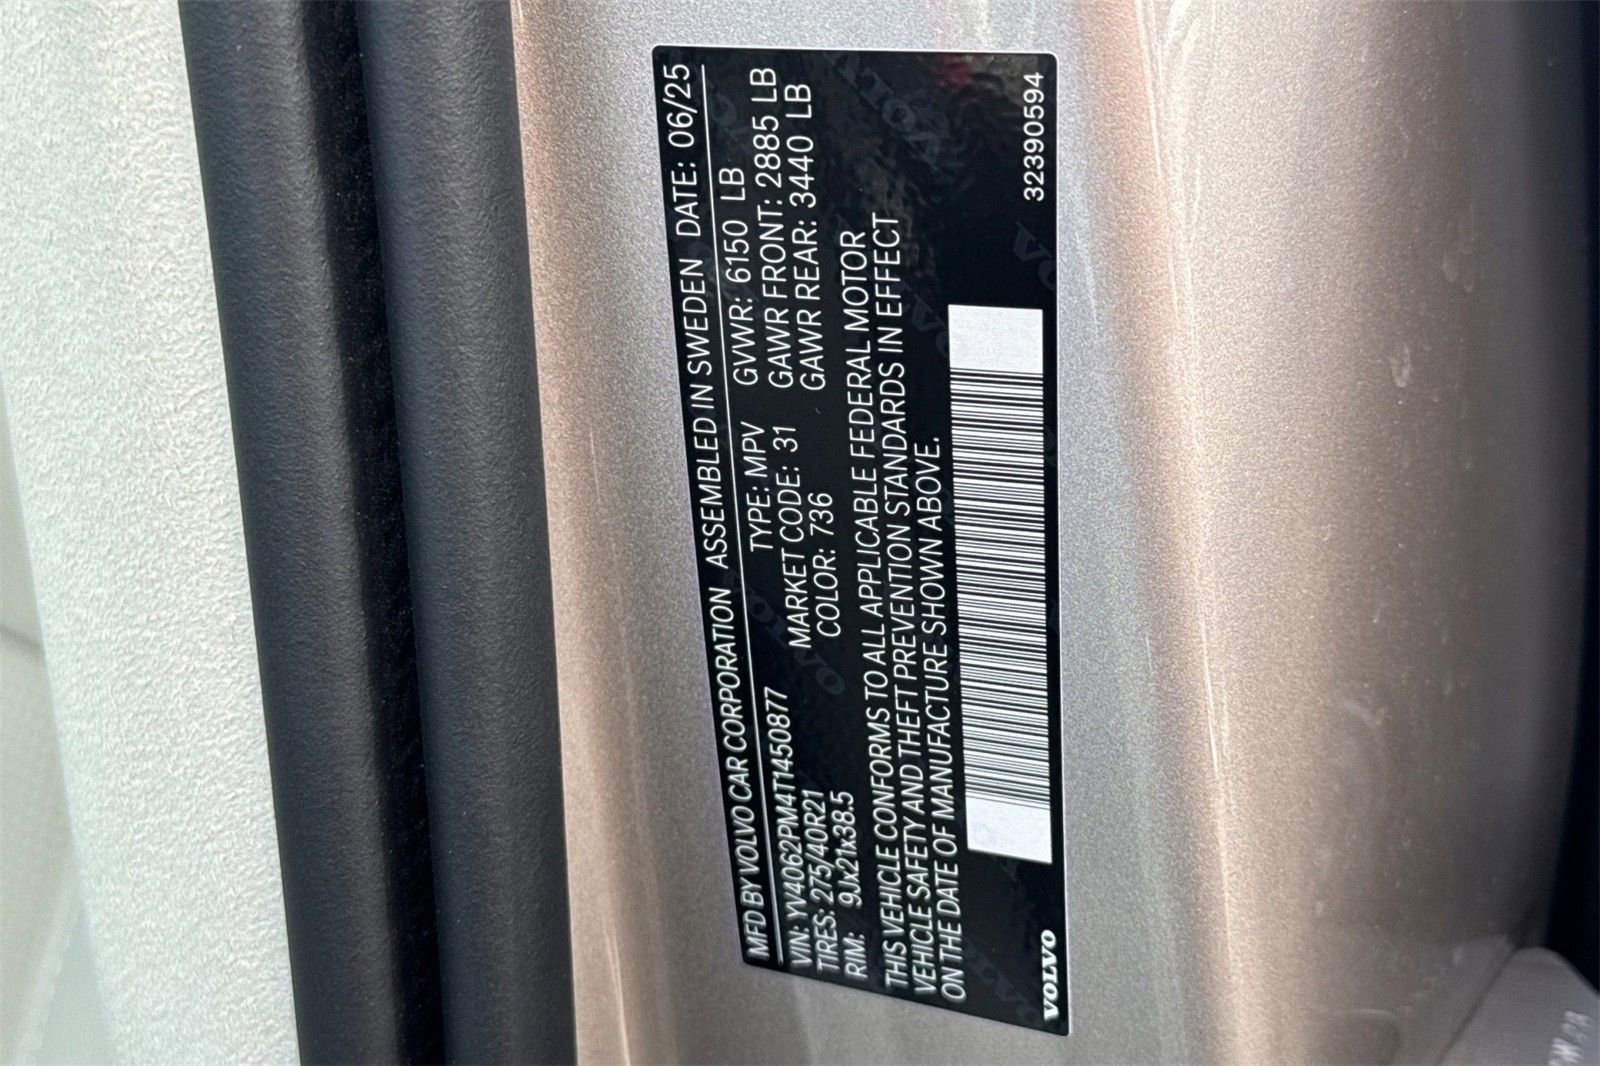 MFD BY VOLVO CAR CORPORATION ASSEMBLED IN SWEDEN DATE: 06/25
VIN: YV4062PM4T1450877 TYPE: MPV GVWR: 6150 LB
TIRES: 275/40R21 MARKET CODE: 31 GAWR FRONT: 2885 LB
RIM: 9Jx21x38.5 COLOR: 736 GAWR REAR: 3440 LB
THIS VEHICLE CONFORMS TO ALL APPLICABLE FEDERAL MOTOR
VEHICLE SAFETY AND THEFT PREVENTION STANDARDS IN EFFECT
ON THE DATE OF MANUFACTURE SHOWN ABOVE.
VOLVO 32390594